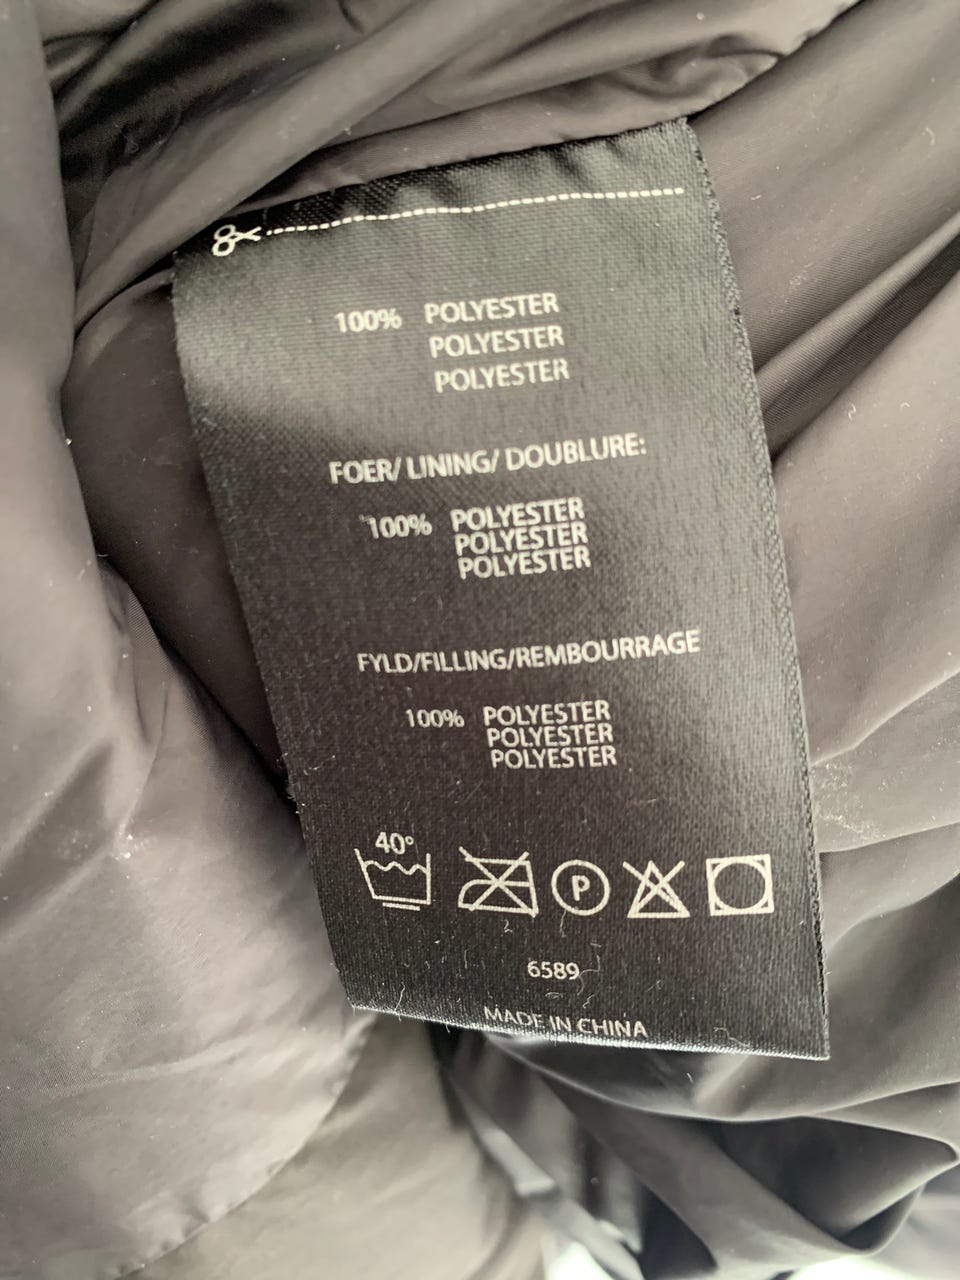 100% POLYESTER
POLYESTER
POLYESTER
FOER/ LINING/ DOUBLURE:
100% POLYESTER
POLYESTER
POLYESTER
FYLD/FILLING/REMBOURRAGE
100% POLYESTER
POLYESTER
POLYESTER
40°
P
6589
MADE IN CHINA